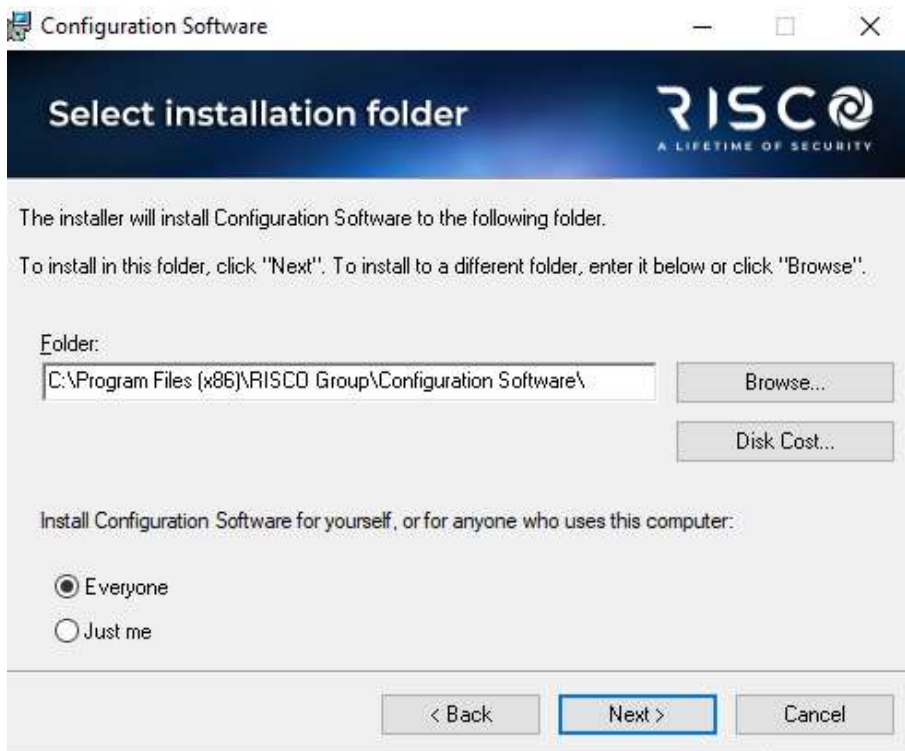 Configuration Software
Select installation folder
RISCO
A LIFETIME OF SECURITY
The installer will install Configuration Software to the following folder.
To install in this folder, click "Next". To install to a different folder, enter it below or click "Browse".
Folder:
C:\Program Files (x86)\RISCO Group\Configuration Software\
Browse...
Disk Cost...
Install Configuration Software for yourself, or for anyone who uses this computer:
Everyone
Just me
< Back
Next >
Cancel